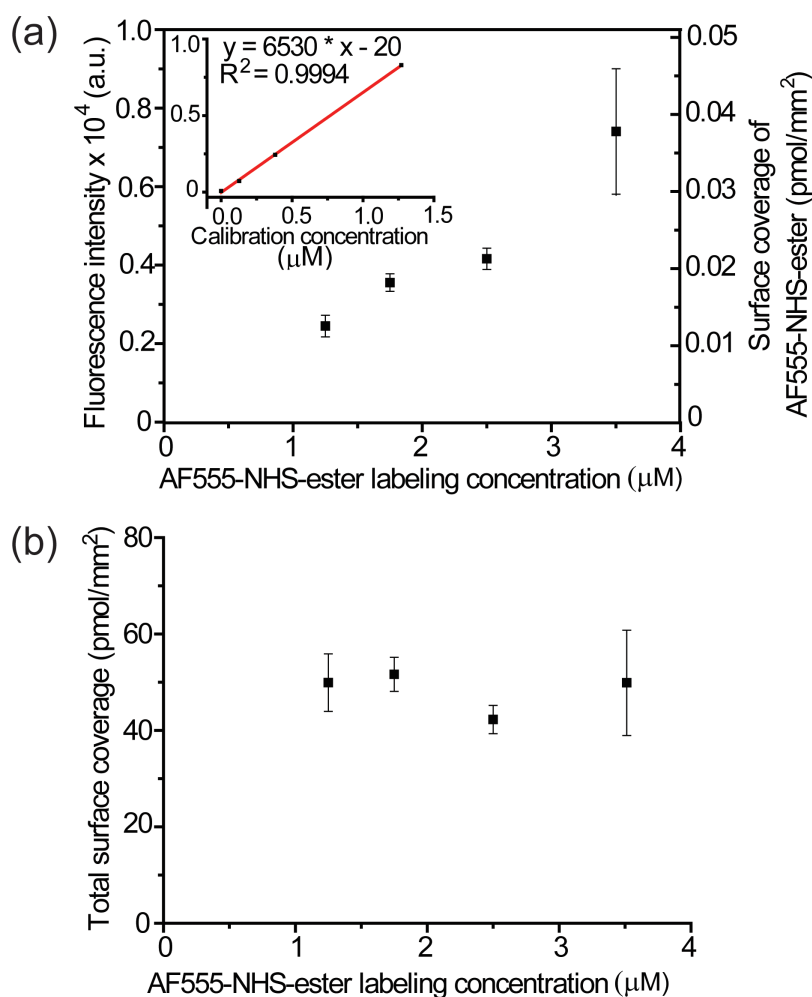 (a)
Fluorescence intensity x 10⁴ (a.u.)
1.0
0.8
0.6
0.4
0.2
0
y = 6530 * x - 20
R² = 0.9994
1.0
0.5
0
0.0 0.5 1.0 1.5
Calibration concentration
(μM)
0.05
0.04
0.03
0.02
0.01
0
Surface coverage of
AF555-NHS-ester (pmol/mm²)
0 1 2 3 4
AF555-NHS-ester labeling concentration (μM)
(b)
Total surface coverage (pmol/mm²)
80
60
40
20
0
0 1 2 3 4
AF555-NHS-ester labeling concentration (μM)